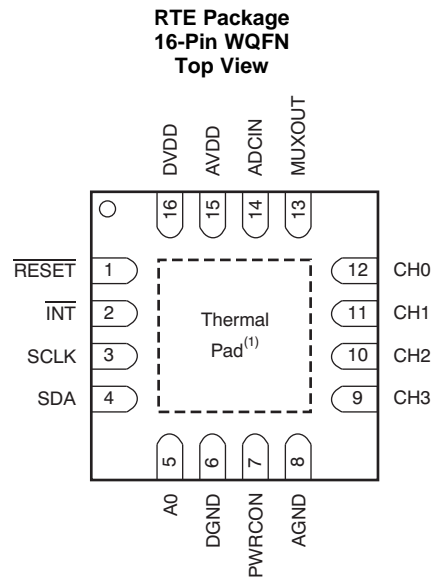 RTE Package
16-Pin WQFN
Top View
DVDD
AVDD
ADCIN
MUXOUT
16
15
14
13
RESET 1
INT 2
SCLK 3
SDA 4
Thermal
Pad(1)
12 CH0
11 CH1
10 CH2
9 CH3
5
6
7
8
A0
DGND
PWRCON
AGND